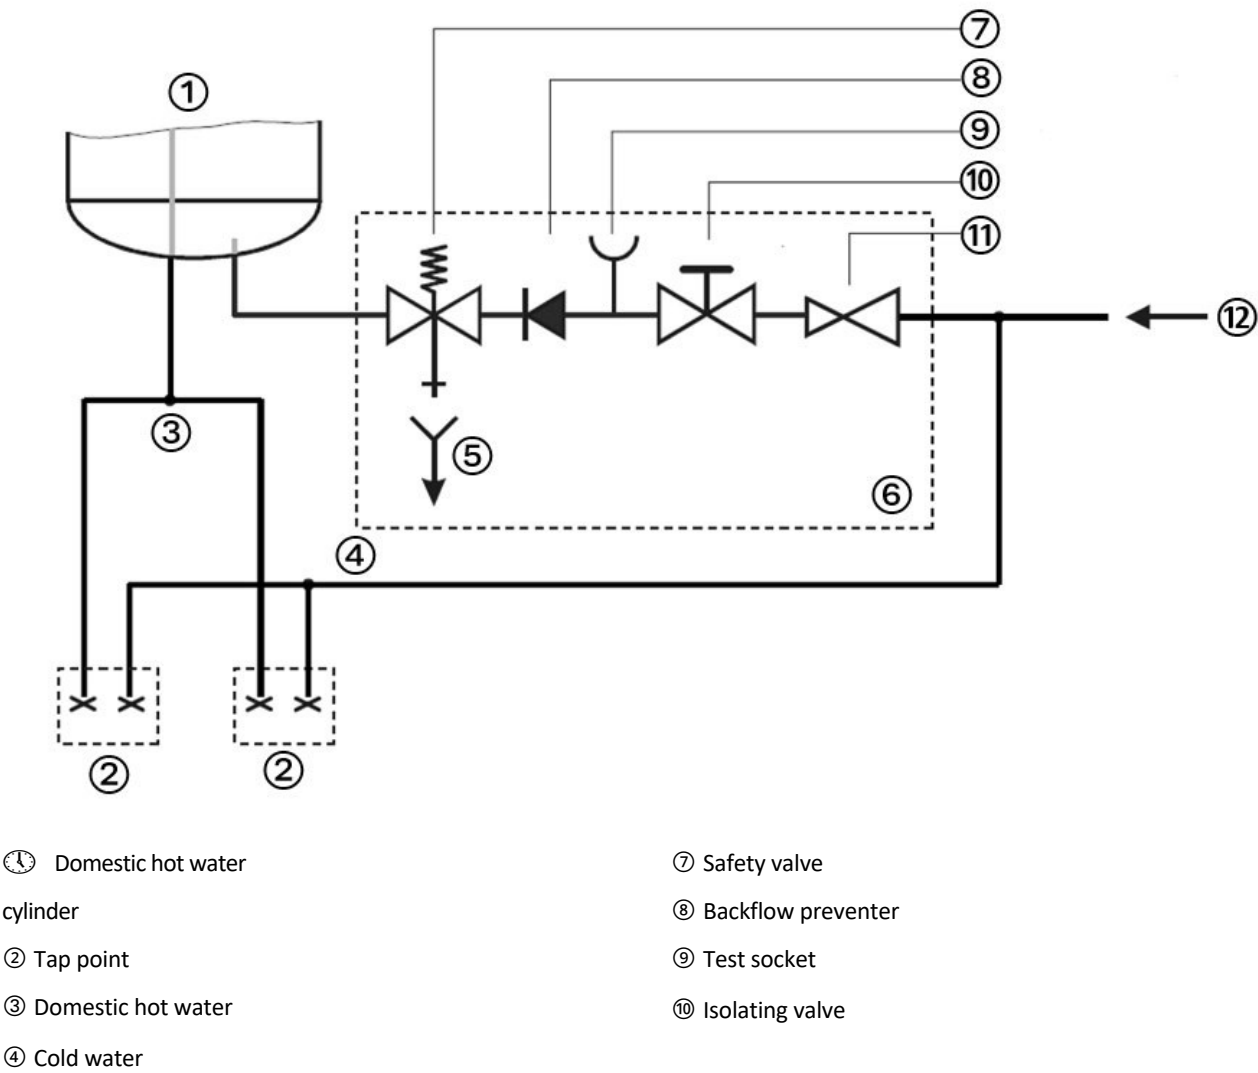 ⑦
⑧
①
⑨
⑩
⑪
⑫
③
⑤
⑥
④
② ②
🕔 Domestic hot water
cylinder
② Tap point
③ Domestic hot water
④ Cold water
⑦ Safety valve
⑧ Backflow preventer
⑨ Test socket
⑩ Isolating valve